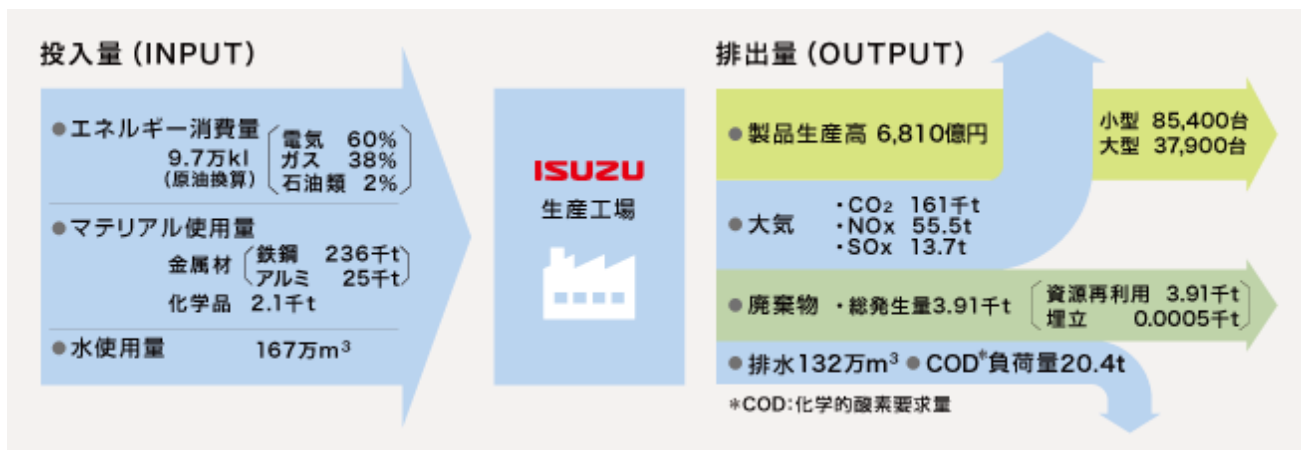 投入量 (INPUT)
●エネルギー消費量
9.7万kl
(原油換算)
電気 60%
ガス 38%
石油類 2%
●マテリアル使用量
金属材
鉄鋼 236千t
アルミ 25千t
化学品 2.1千t
●水使用量 167万m³
ISUZU
生産工場
排出量 (OUTPUT)
●製品生産高 6,810億円
小型 85,400台
大型 37,900台
●大気
・CO₂ 161千t
・NOx 55.5t
・SOx 13.7t
●廃棄物 ・総発生量3.91千t
資源再利用 3.91千t
埋立 0.0005千t
●排水132万m³ ●COD*負荷量20.4t
*COD:化学的酸素要求量